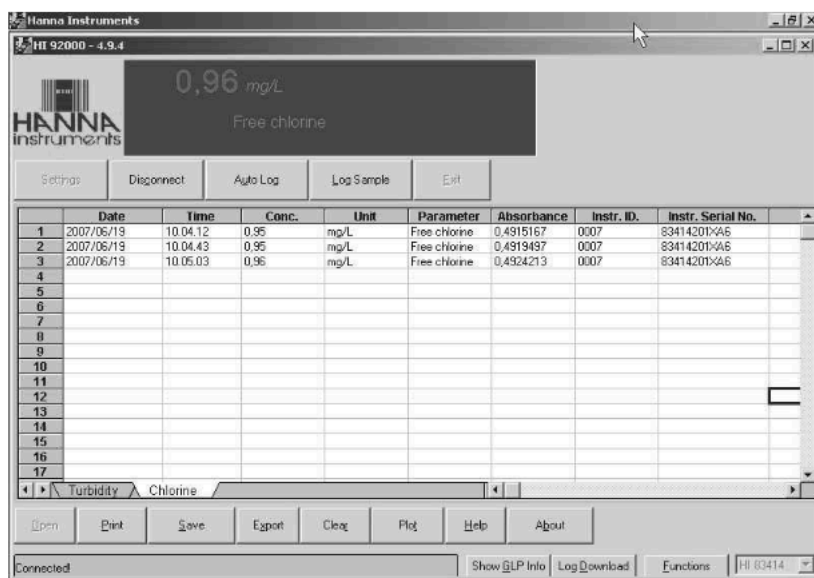 Hanna Instruments
HI 92000 - 4.9.4
0,96 mg/L
Free chlorine
HANNA
instruments
Settings Disconnect Auto Log Log Sample Exit
Date Time Conc. Unit Parameter Absorbance Instr. ID. Instr. Serial No.
1 2007/06/19 10.04.12 0,95 mg/L Free chlorine 0,4915167 0007 83414201XA6
2 2007/06/19 10.04.43 0,95 mg/L Free chlorine 0,4919497 0007 83414201XA6
3 2007/06/19 10.05.03 0,96 mg/L Free chlorine 0,4924213 0007 83414201XA6
4
5
6
7
8
9
10
11
12
13
14
15
16
17
Turbidity Chlorine
Open Print Save Export Clear Plot Help About
Connected! Show GLP Info Log Download Functions HI 83414